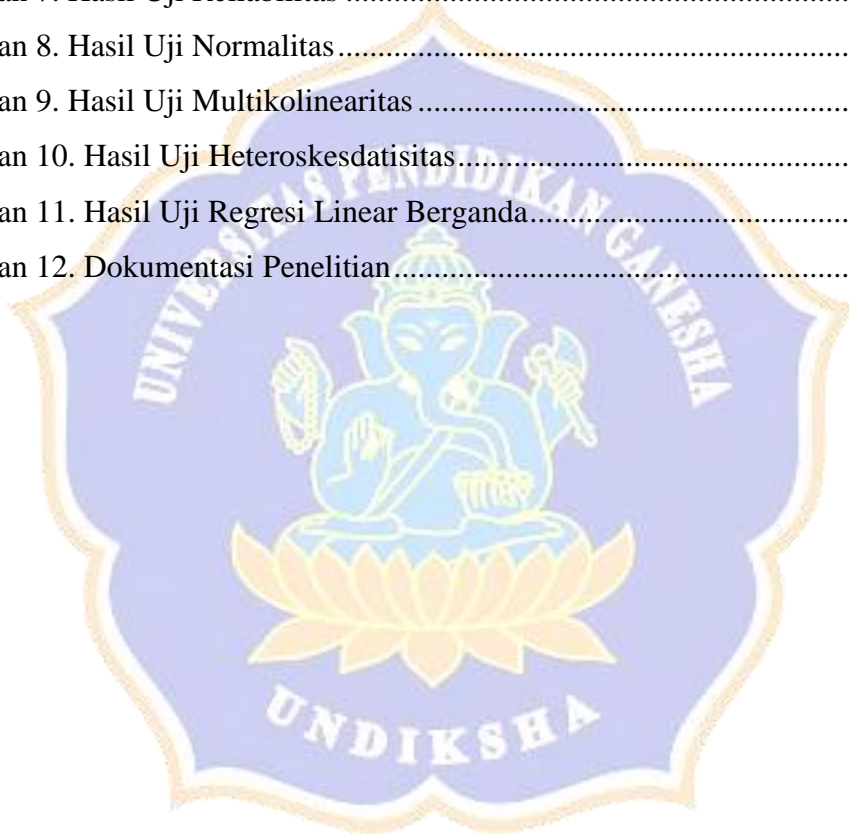 an 7. Hasil Uji Reliabilitas ....................................................................................
an 8. Hasil Uji Normalitas .....................................................................................
an 9. Hasil Uji Multikolinearitas ........................................................................
an 10. Hasil Uji Heteroskesdatisitas .................................................................
an 11. Hasil Uji Regresi Linear Berganda .....................................................
an 12. Dokumentasi Penelitian ............................................................................
UNIVERSITAS PENDIDIKAN GANESHA
UNDIKSHA